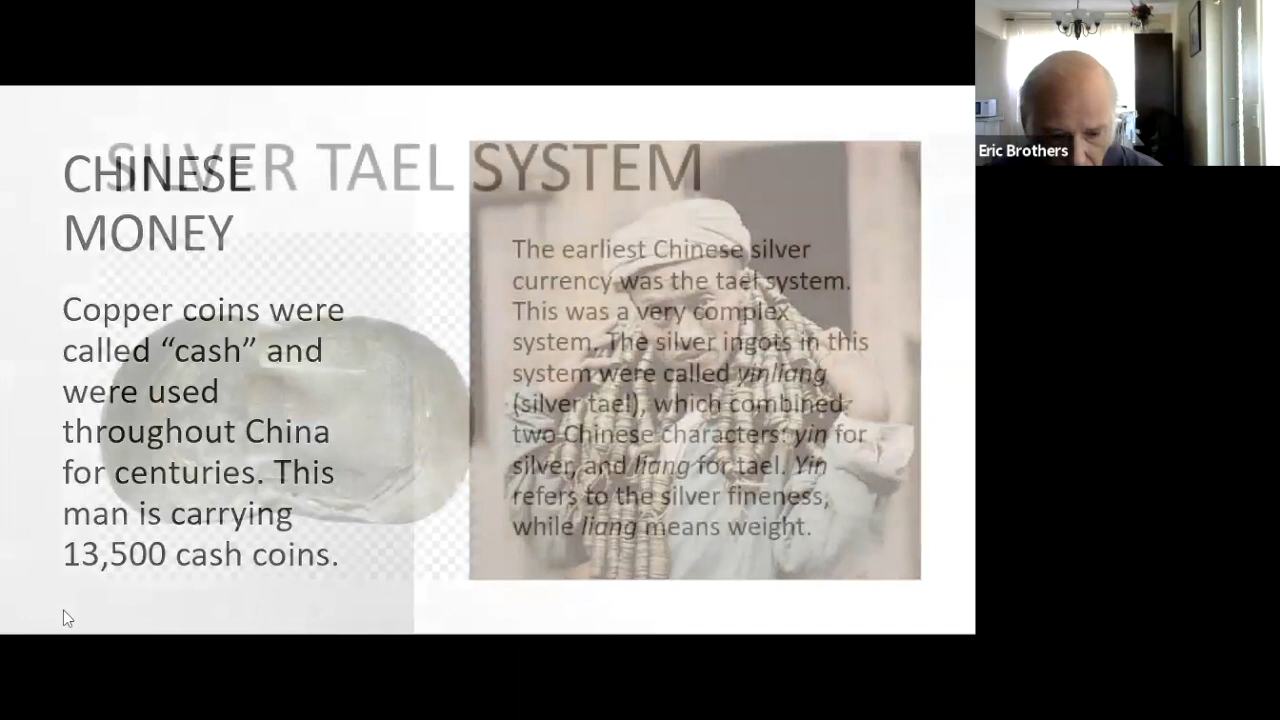 CHINESE
MONEY
Copper coins were
called “cash” and
were used
throughout China
for centuries. This
man is carrying
13,500 cash coins.
SILVER TAEL SYSTEM
The earliest Chinese silver
currency was the tael system.
This was a very complex
system. The silver ingots in this
system were called yinliang
(silver tael), which combined
two Chinese characters: yin for
silver, and liang for tael. Yin
refers to the silver fineness,
while liang means weight.
Eric Brothers